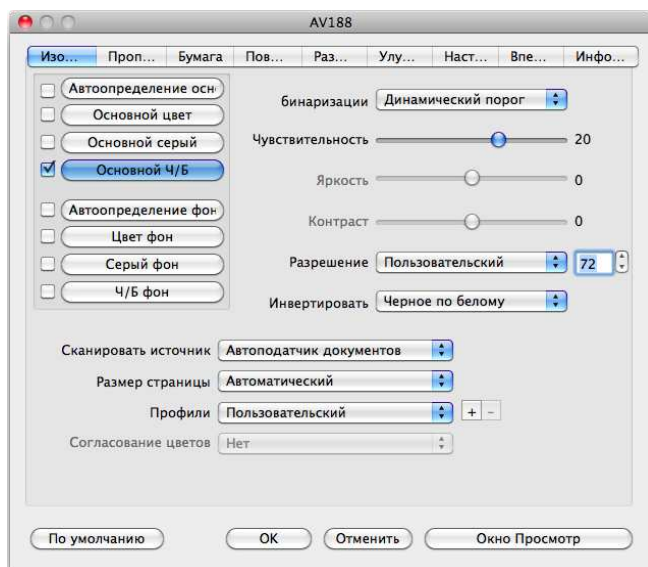 AV188
Изо... Проп... Бумага Пов... Раз... Улу... Наст... Впе... Инфо...
Автоопределение осн
Основной цвет
Основной серый
Основной Ч/Б
Автоопределение фон
Цвет фон
Серый фон
Ч/Б фон
бинаризации Динамический порог
Чувствительность 20
Яркость 0
Контраст 0
Разрешение Пользовательский 72
Инвертировать Черное по белому
Сканировать источник Автоподатчик документов
Размер страницы Автоматический
Профили Пользовательский + -
Согласование цветов Нет
По умолчанию OK Отменить Окно Просмотр